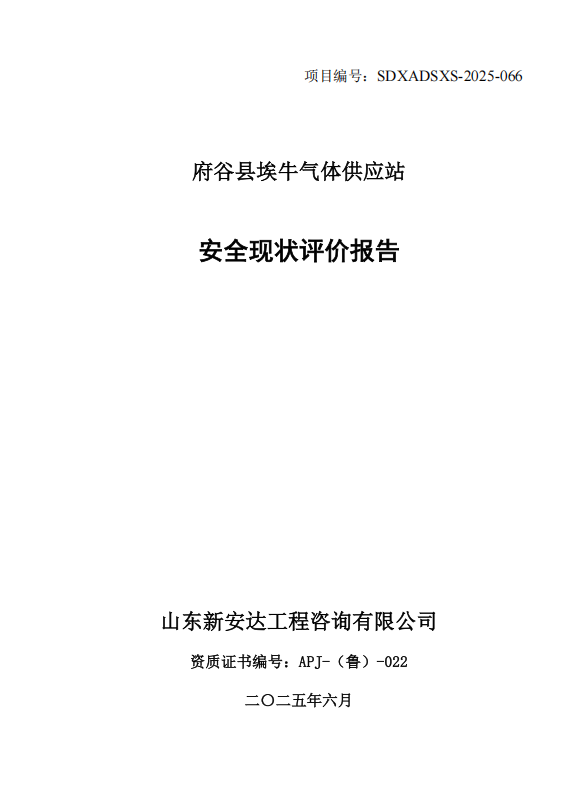 项目编号：SDXADSXS-2025-066
府谷县埃牛气体供应站
安全现状评价报告
山东新安达工程咨询有限公司
资质证书编号：APJ-（鲁）-022
二〇二五年六月